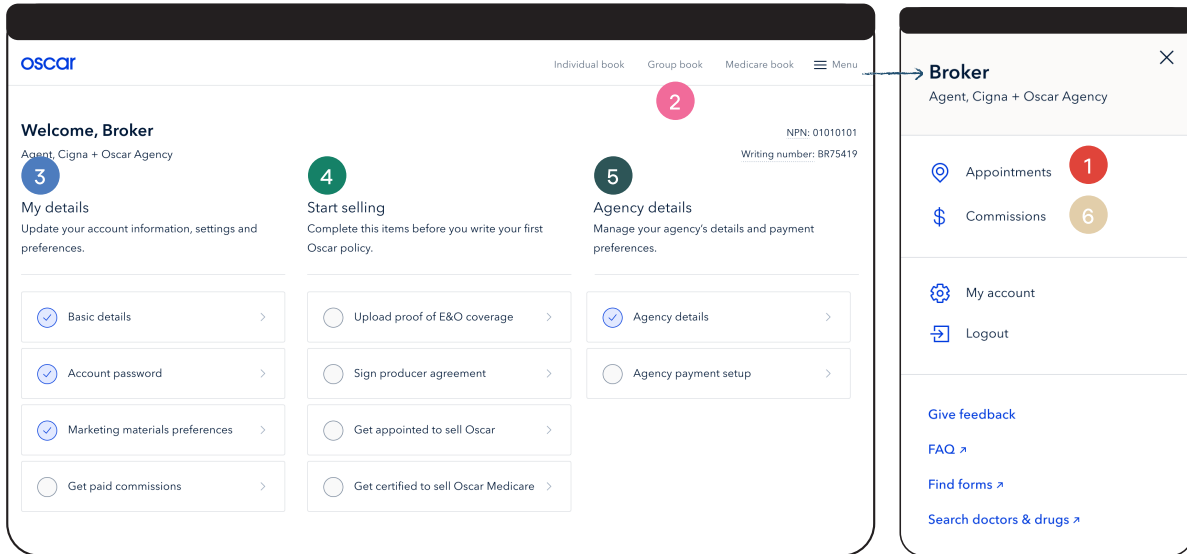 oscar
Individual book
Group book
Medicare book
Menu
2
Welcome, Broker
Agent, Cigna + Oscar Agency
NPN: 01010101
Writing number: BR75419
3
My details
Update your account information, settings and
preferences.
Basic details
Account password
Marketing materials preferences
Get paid commissions
4
Start selling
Complete this items before you write your first
Oscar policy.
Upload proof of E&O coverage
Sign producer agreement
Get appointed to sell Oscar
Get certified to sell Oscar Medicare
5
Agency details
Manage your agency's details and payment
preferences.
Agency details
Agency payment setup
Broker
Agent, Cigna + Oscar Agency
Appointments
1
Commissions
6
My account
Logout
Give feedback
FAQ ↗
Find forms ↗
Search doctors & drugs ↗